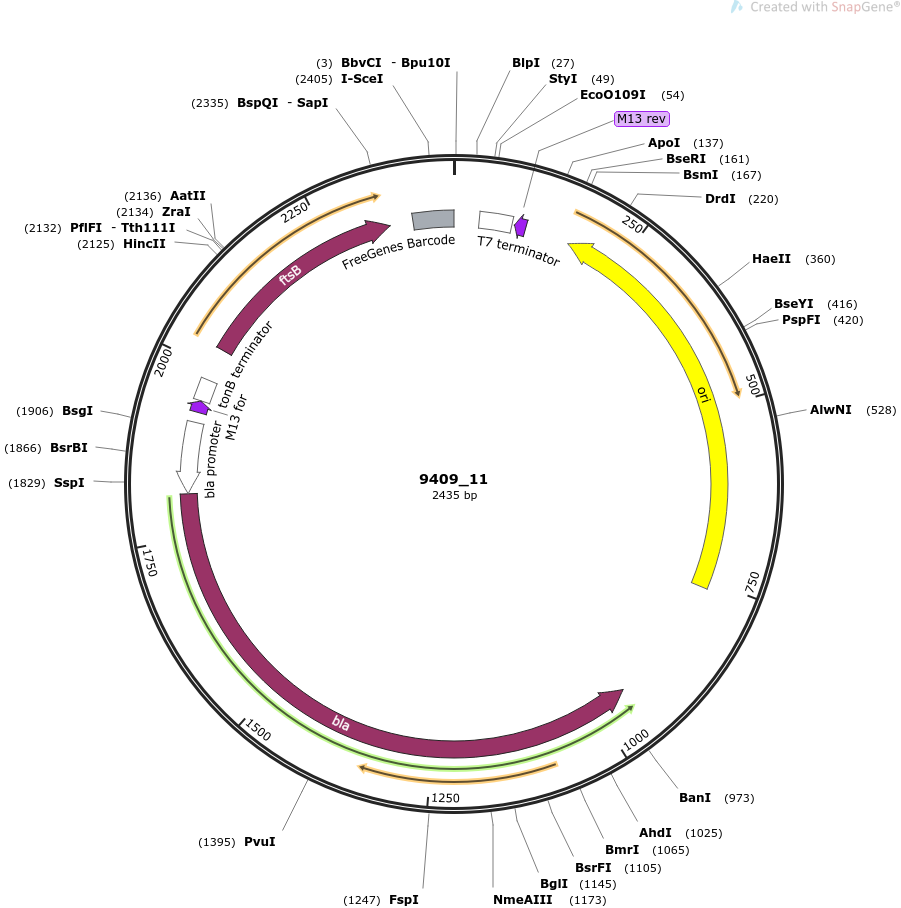 Created with SnapGene®
(3) BbvCI - Bpu10I
(2405) I-SceI
(2335) BspQI - SapI
BlpI (27)
StyI (49)
EcoO109I (54)
M13 rev
ApoI (137)
BseRI (161)
BsmI (167)
DrdI (220)
HaeII (360)
BseYI (416)
PspFI (420)
AlwNI (528)
(2136) AatII
(2134) ZraI
(2132) PflFI - Tth111I
(2125) HincII
(1906) BsgI
(1866) BsrBI
(1829) SspI
2250
250
2000
500
1750
750
1500
1000
1250
FreeGenes Barcode
T7 terminator
ftsB
tonB terminator
M13 for
bla promoter
ori
bla
9409_11
2435 bp
BanI (973)
AhdI (1025)
BmrI (1065)
BsrFI (1105)
BglI (1145)
NmeAIII (1173)
(1247) FspI
(1395) PvuI